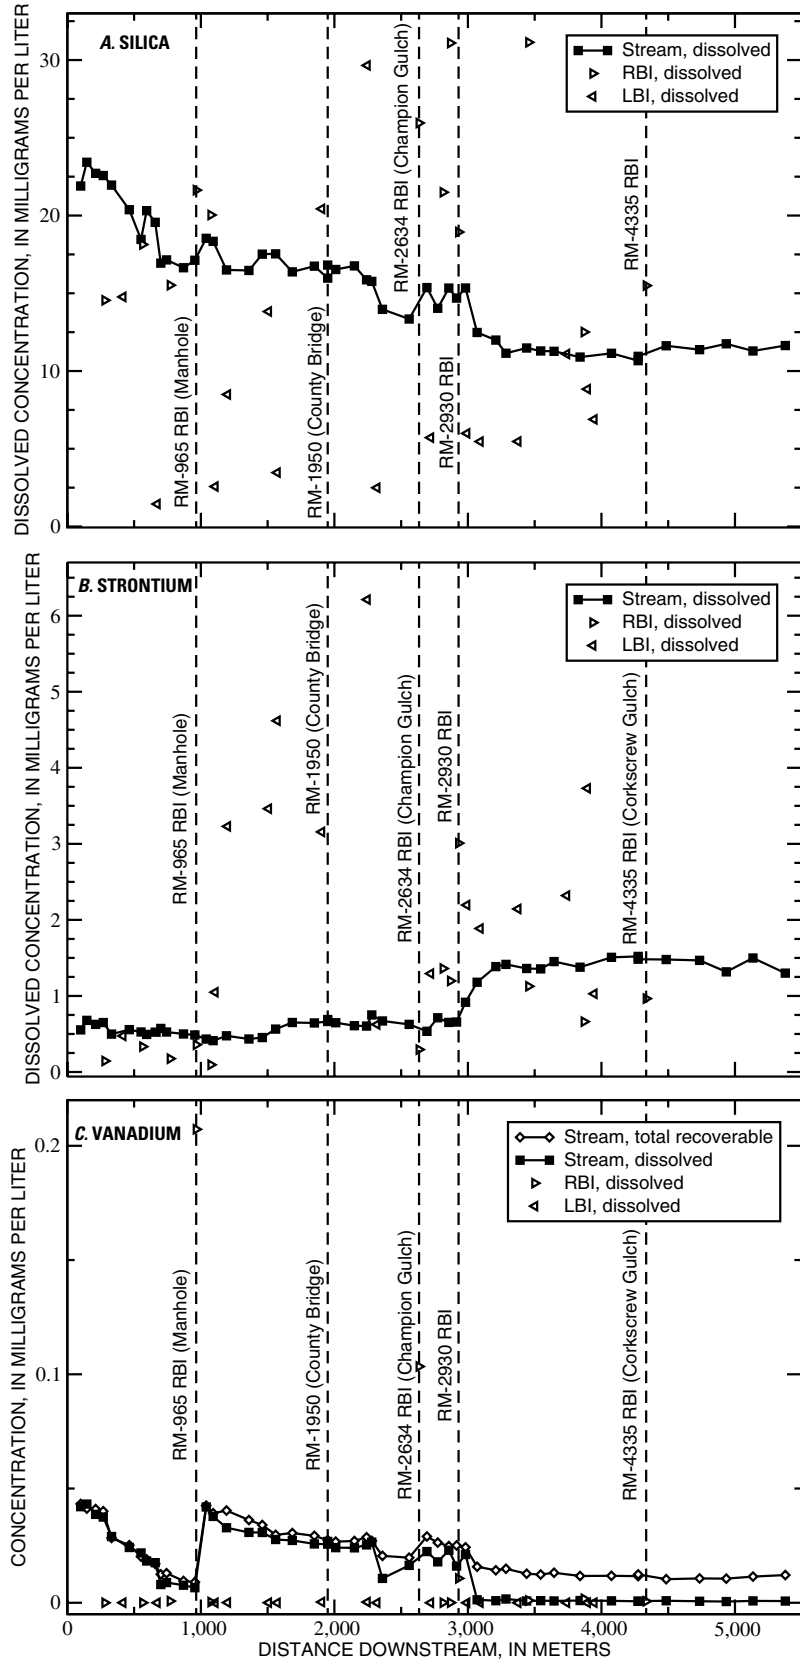 A. SILICA
DISSOLVED CONCENTRATION, IN MILLIGRAMS PER LITER
30
20
10
0
Stream, dissolved
RBI, dissolved
LBI, dissolved
RM-965 RBI (Manhole)
RM-1950 (County Bridge)
RM-2634 RBI (Champion Gulch)
RM-2930 RBI
RM-4335 RBI
B. STRONTIUM
DISSOLVED CONCENTRATION, IN MILLIGRAMS PER LITER
6
5
4
3
2
1
0
Stream, dissolved
RBI, dissolved
LBI, dissolved
RM-965 RBI (Manhole)
RM-1950 (County Bridge)
RM-2634 RBI (Champion Gulch)
RM-2930 RBI
RM-4335 RBI (Corkscrew Gulch)
C. VANADIUM
CONCENTRATION, IN MILLIGRAMS PER LITER
0.2
0.1
0
Stream, total recoverable
Stream, dissolved
RBI, dissolved
LBI, dissolved
RM-965 RBI (Manhole)
RM-1950 (County Bridge)
RM-2634 RBI (Champion Gulch)
RM-2930 RBI
RM-4335 RBI (Corkscrew Gulch)
0 1,000 2,000 3,000 4,000 5,000
DISTANCE DOWNSTREAM, IN METERS